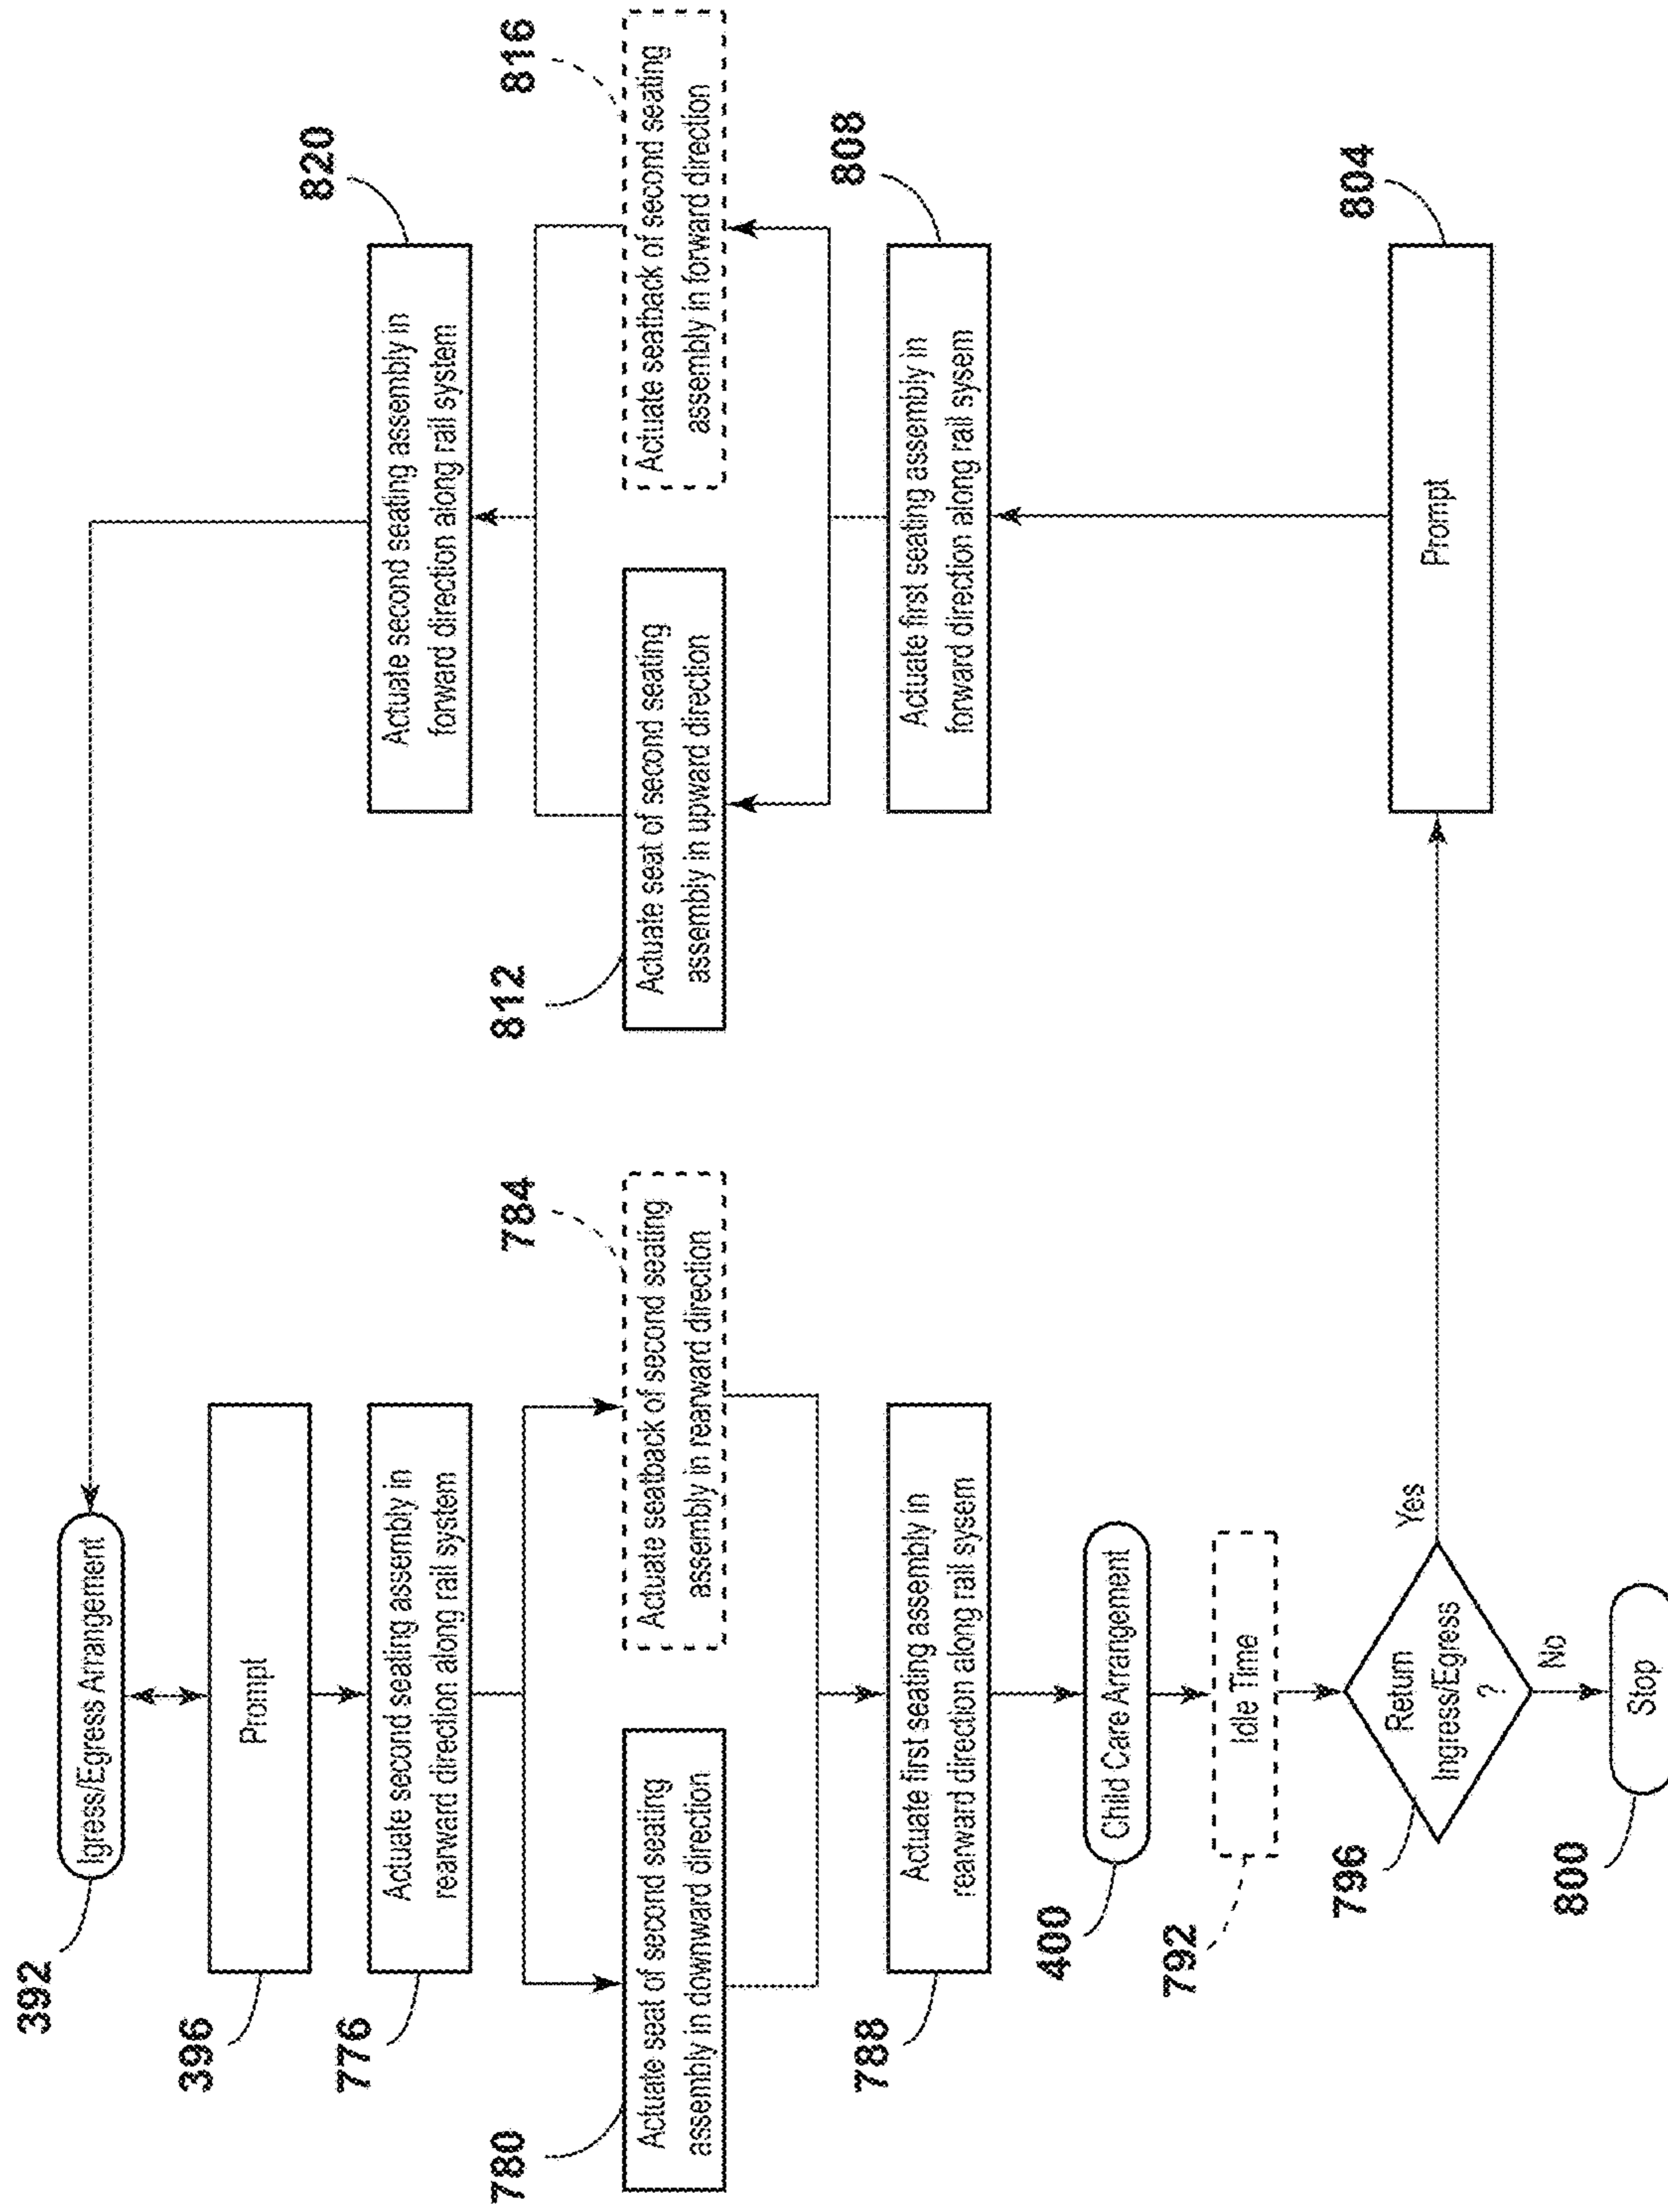 392
Igress/Egress Arrangement
396
Prompt
776
Actuate second seating assembly in
rearward direction along rail system
780
Actuate seat of second seating
assembly in downward direction
784
Actuate seatback of second seating
assembly in rearward direction
788
Actuate first seating assembly in
rearward direction along rail sysem
400
Child Care Arrangement
792
Idle Time
796
Return
Ingress/Egress
?
Yes
No
800
Stop
804
Prompt
808
Actuate first seating assembly in
forward direction along rail sysem
812
Actuate seat of second seating
assembly in upward direction
816
Actuate seatback of second seating
assembly in forward direction
820
Actuate second seating assembly in
forward direction along rail system